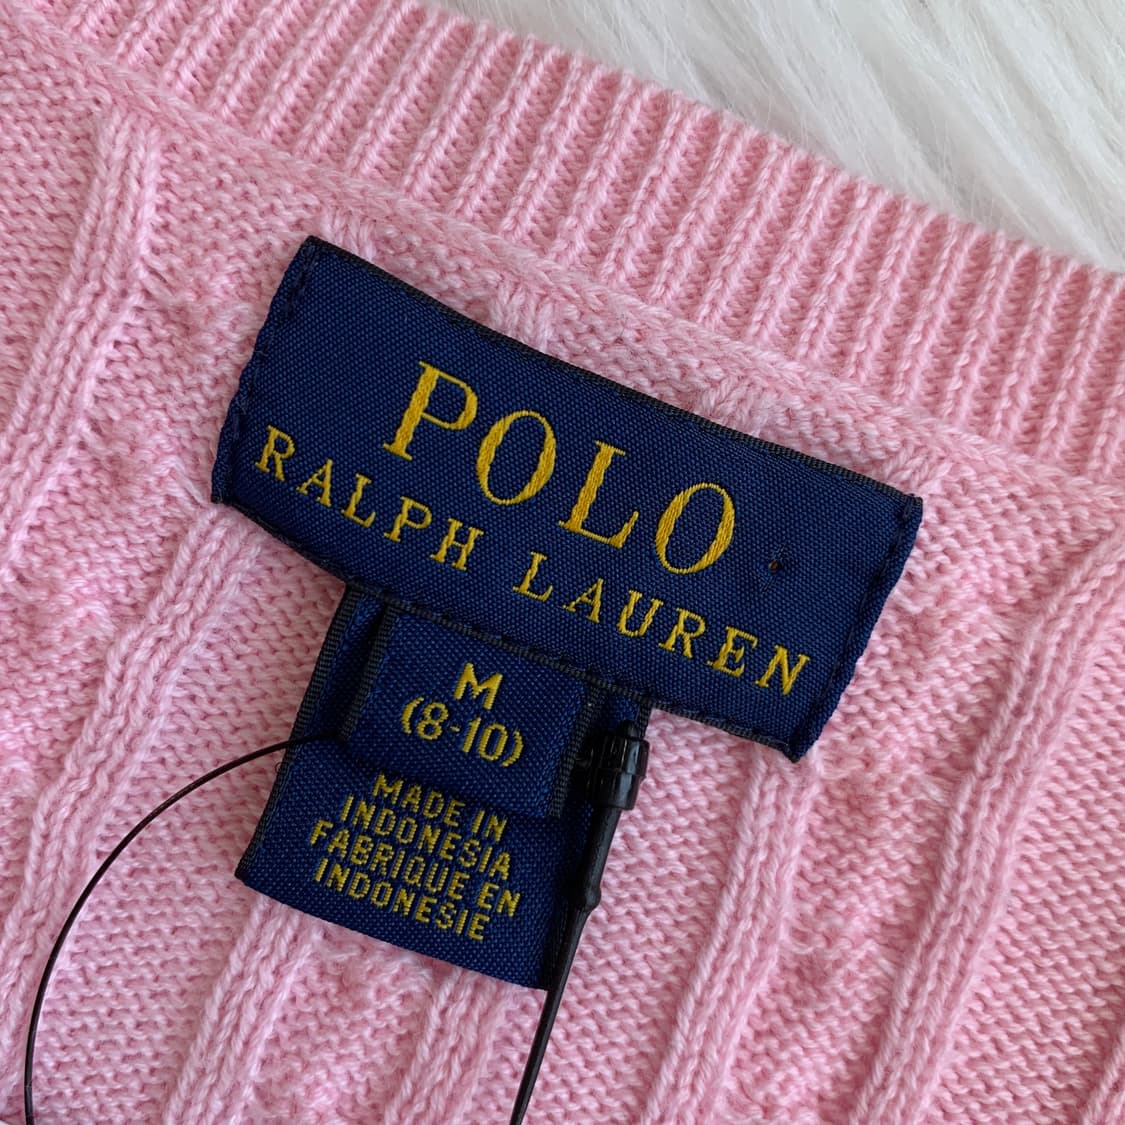 POLO
RALPH LAUREN
M
(8-10)
MADE IN
INDONESIA
FABRIQUE EN
INDONESIE